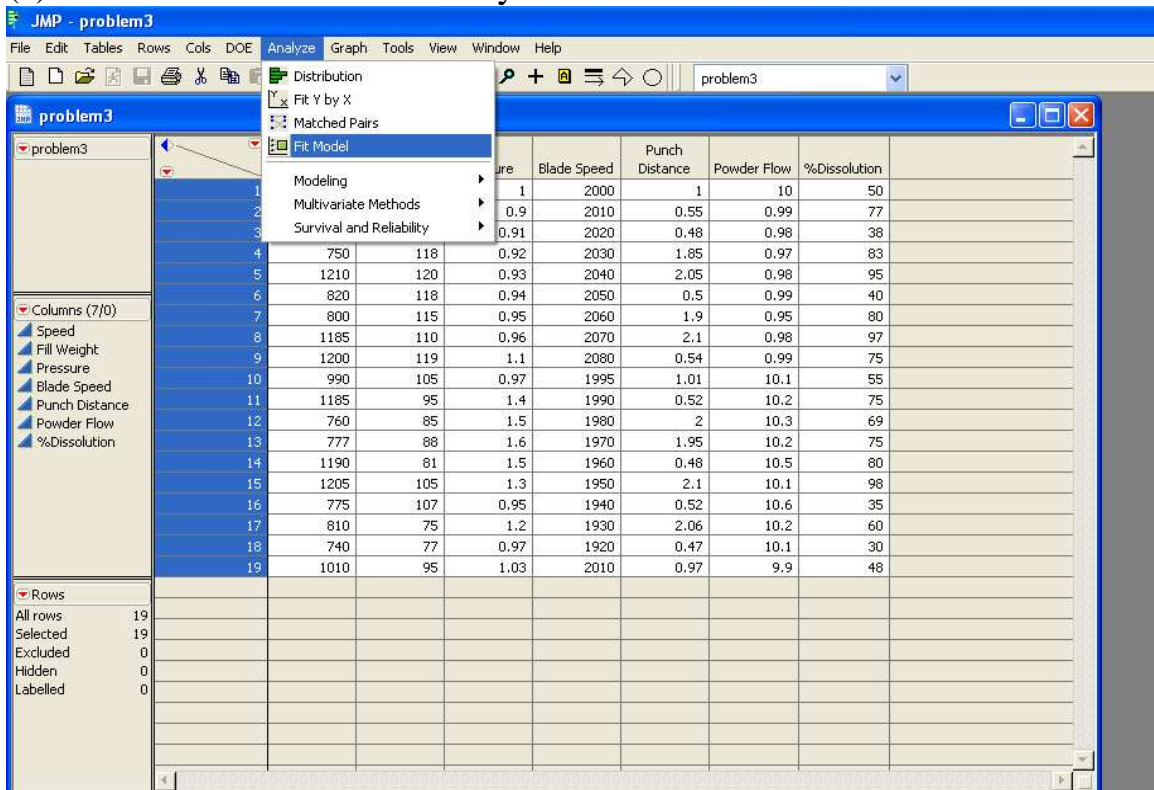 JMP - problem3
File Edit Tables Rows Cols DOE Analyze Graph Tools View Window Help
problem3
Distribution
Fit Y by X
Matched Pairs
Fit Model
Modeling
Multivariate Methods
Survival and Reliability
problem3
problem3
Columns (7/0)
Speed
Fill Weight
Pressure
Blade Speed
Punch Distance
Powder Flow
%Dissolution
Rows
All rows 19
Selected 19
Excluded 0
Hidden 0
Labelled 0
ure Blade Speed Punch Distance Powder Flow %Dissolution
1 1 2000 1 10 50
2 0.9 2010 0.55 0.99 77
3 0.91 2020 0.48 0.98 38
4 750 118 0.92 2030 1.85 0.97 83
5 1210 120 0.93 2040 2.05 0.98 95
6 820 118 0.94 2050 0.5 0.99 40
7 800 115 0.95 2060 1.9 0.95 80
8 1185 110 0.96 2070 2.1 0.98 97
9 1200 119 1.1 2080 0.54 0.99 75
10 990 105 0.97 1995 1.01 10.1 55
11 1185 95 1.4 1990 0.52 10.2 75
12 760 85 1.5 1980 2 10.3 69
13 777 88 1.6 1970 1.95 10.2 75
14 1190 81 1.5 1960 0.48 10.5 80
15 1205 105 1.3 1950 2.1 10.1 98
16 775 107 0.95 1940 0.52 10.6 35
17 810 75 1.2 1930 2.06 10.2 60
18 740 77 0.97 1920 0.47 10.1 30
19 1010 95 1.03 2010 0.97 9.9 48